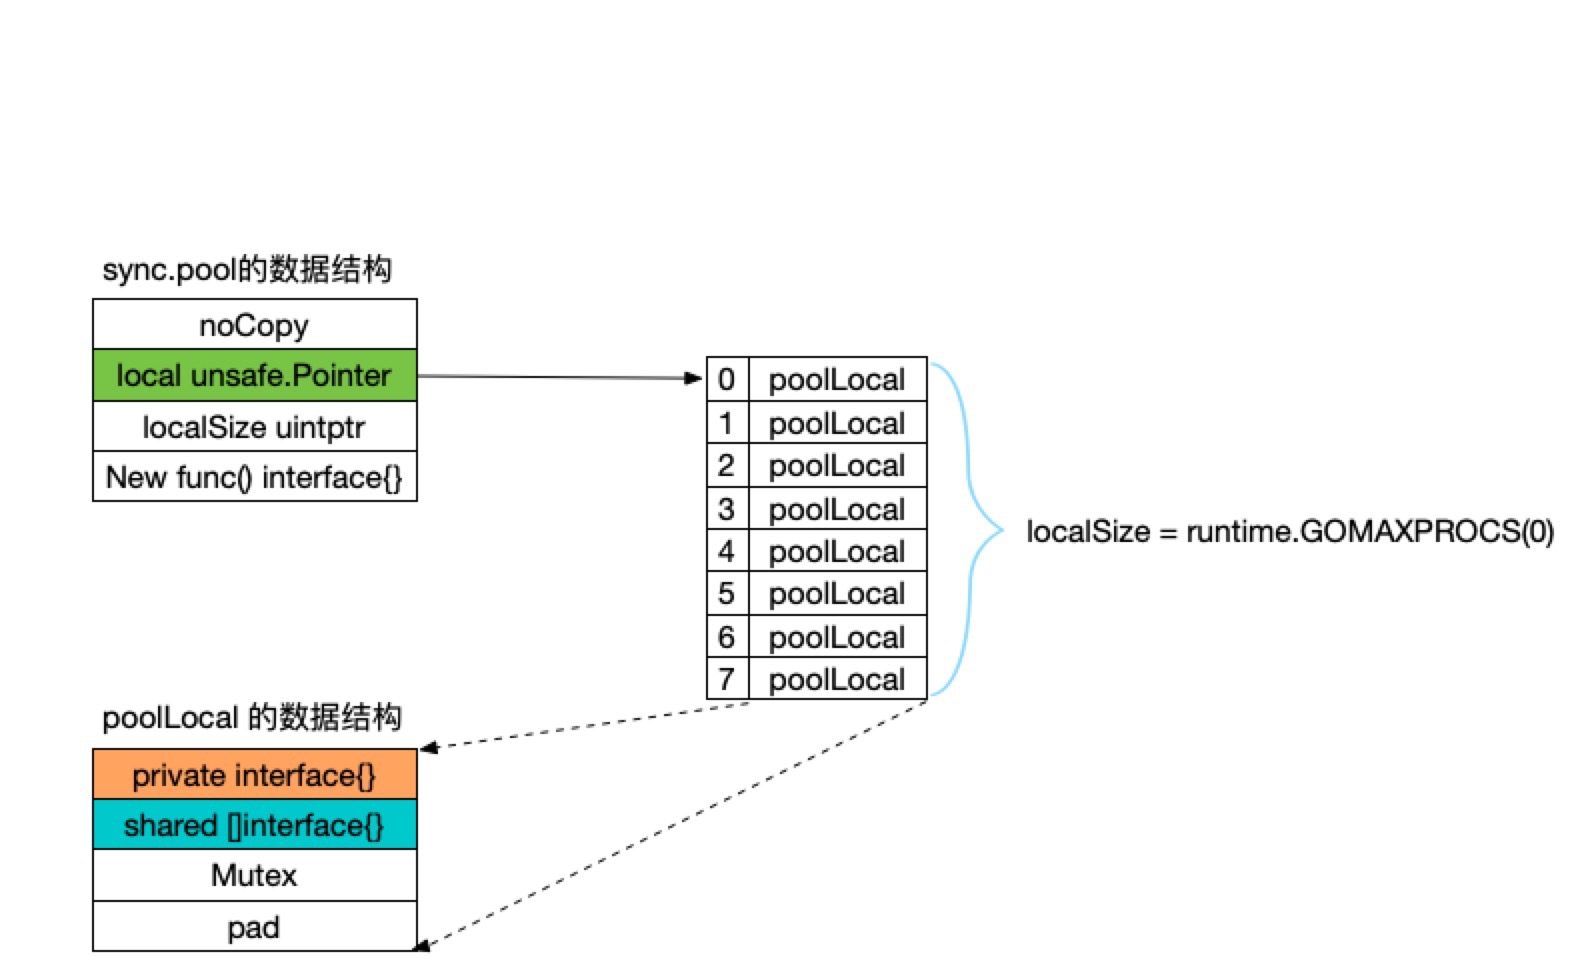 sync.pool的数据结构
noCopy
local unsafe.Pointer
localSize uintptr
New func() interface{}
0 poolLocal
1 poolLocal
2 poolLocal
3 poolLocal
4 poolLocal
5 poolLocal
6 poolLocal
7 poolLocal
localSize = runtime.GOMAXPROCS(0)
poolLocal 的数据结构
private interface{}
shared []interface{}
Mutex
pad